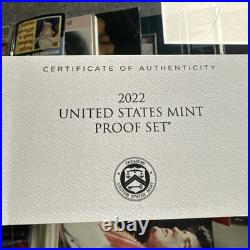 CERTIFICATE OF AUTHENTICITY
2022
UNITED STATES MINT
PROOF SET®